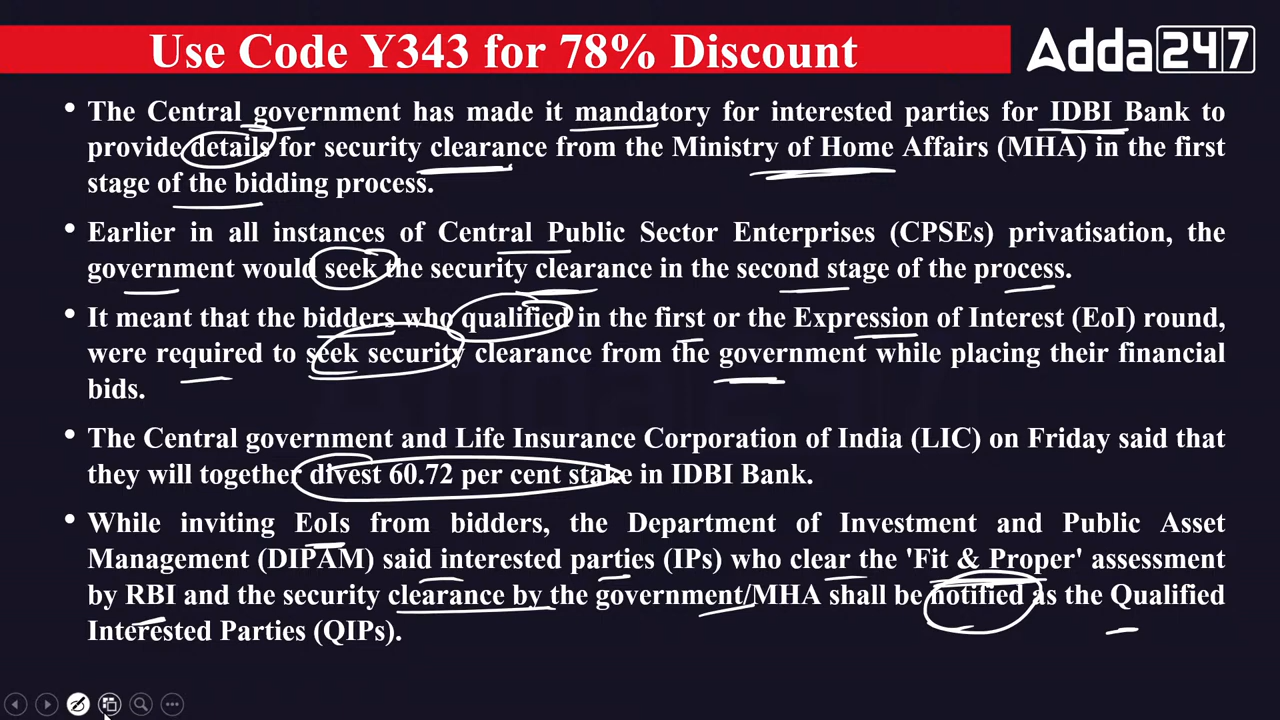 Use Code Y343 for 78% Discount
Adda247
• The Central government has made it mandatory for interested parties for IDBI Bank to
provide details for security clearance from the Ministry of Home Affairs (MHA) in the first
stage of the bidding process.
• Earlier in all instances of Central Public Sector Enterprises (CPSEs) privatisation, the
government would seek the security clearance in the second stage of the process.
• It meant that the bidders who qualified in the first or the Expression of Interest (EoI) round,
were required to seek security clearance from the government while placing their financial
bids.
• The Central government and Life Insurance Corporation of India (LIC) on Friday said that
they will together divest 60.72 per cent stake in IDBI Bank.
• While inviting EoIs from bidders, the Department of Investment and Public Asset
Management (DIPAM) said interested parties (IPs) who clear the 'Fit & Proper' assessment
by RBI and the security clearance by the government/MHA shall be notified as the Qualified
Interested Parties (QIPs).